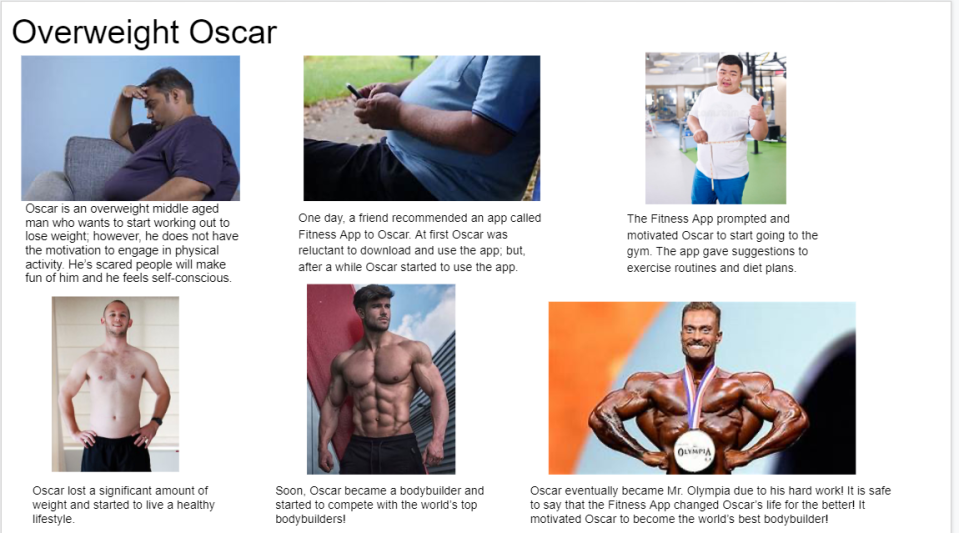 Overweight Oscar
Oscar is an overweight middle aged
man who wants to start working out to
lose weight; however, he does not have
the motivation to engage in physical
activity. He’s scared people will make
fun of him and he feels self-conscious.
One day, a friend recommended an app called
Fitness App to Oscar. At first Oscar was
reluctant to download and use the app; but,
after a while Oscar started to use the app.
The Fitness App prompted and
motivated Oscar to start going to the
gym. The app gave suggestions to
exercise routines and diet plans.
Oscar lost a significant amount of
weight and started to live a healthy
lifestyle.
Soon, Oscar became a bodybuilder and
started to compete with the world’s top
bodybuilders!
OLYMPIA
Oscar eventually became Mr. Olympia due to his hard work! It is safe
to say that the Fitness App changed Oscar’s life for the better! It
motivated Oscar to become the world’s best bodybuilder!